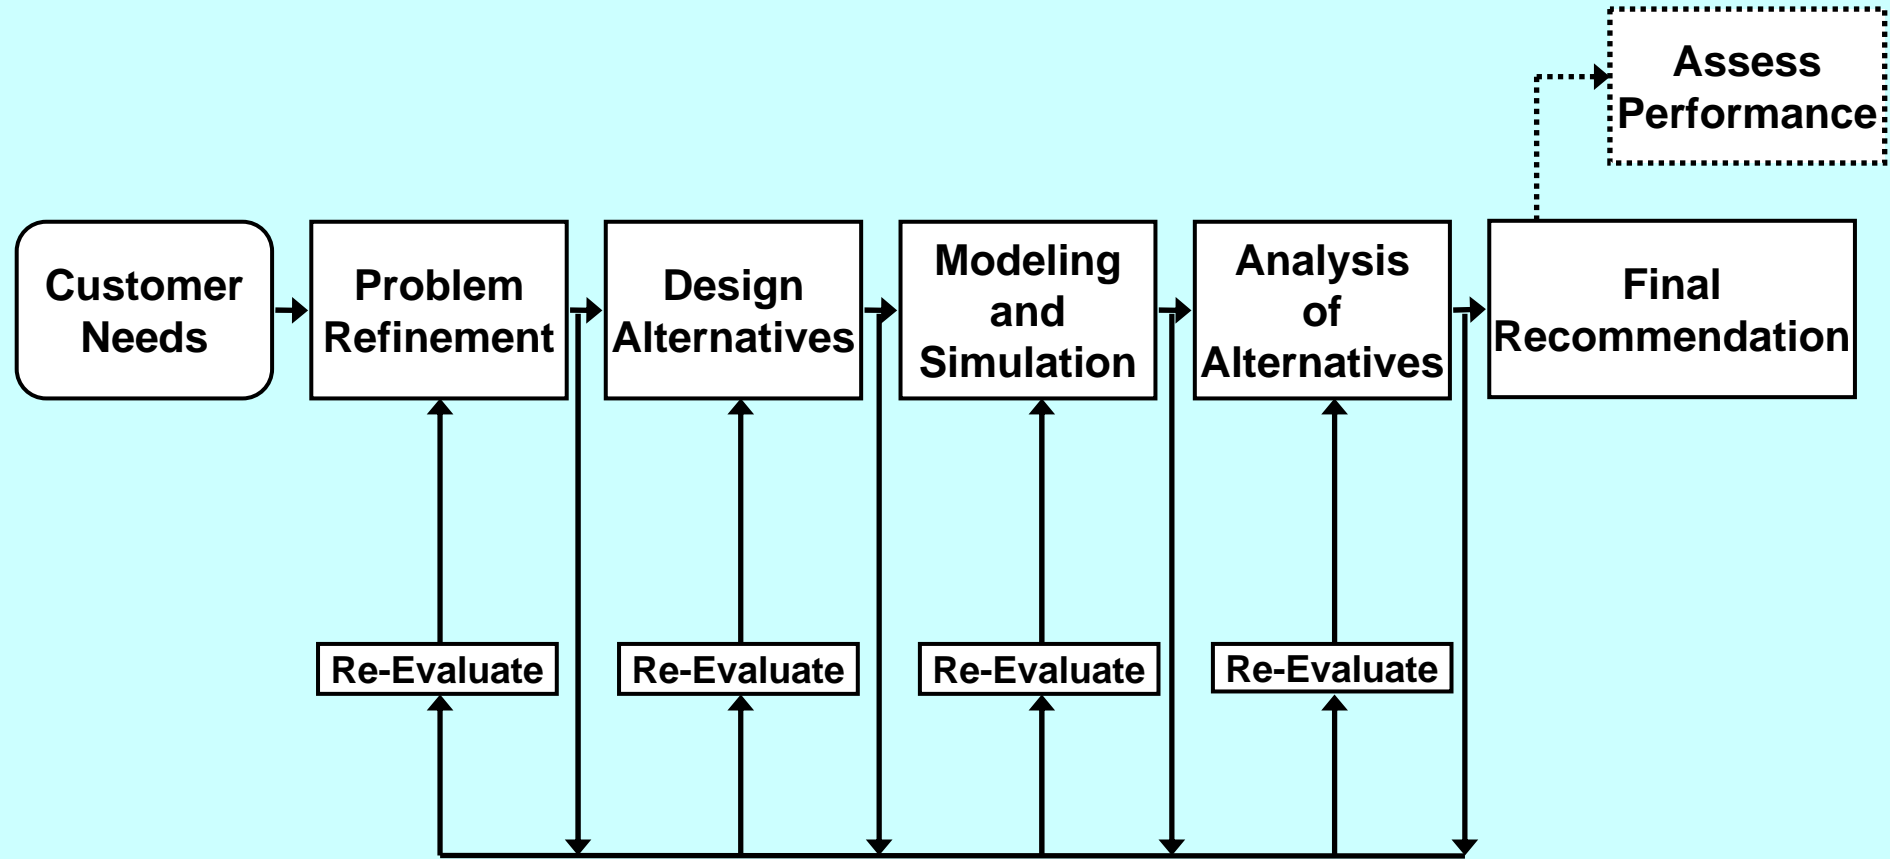 Assess
Performance
Customer
Needs
Problem
Refinement
Design
Alternatives
Modeling
and
Simulation
Analysis
of
Alternatives
Final
Recommendation
Re-Evaluate
Re-Evaluate
Re-Evaluate
Re-Evaluate